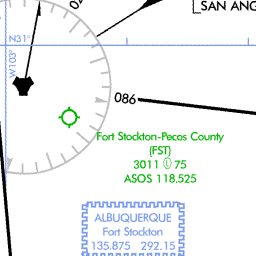 SAN ANG
N31°
W103°
086
Fort Stockton-Pecos County
(FST)
3011 Ⓛ 75
ASOS 118.525
ALBUQUERQUE
Fort Stockton
135.875 292.15